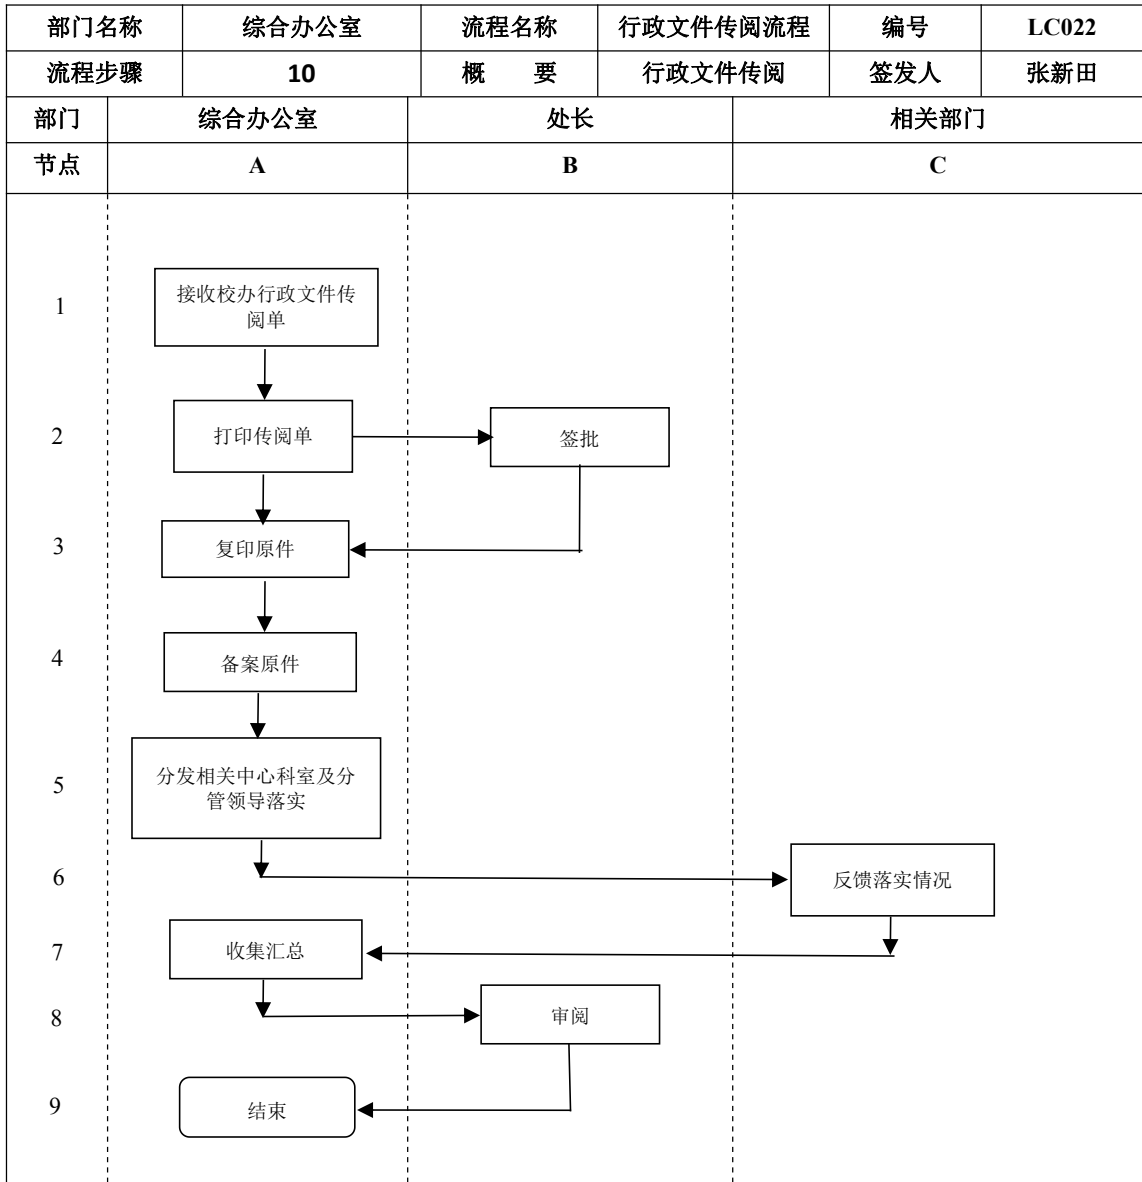 部门名称 综合办公室 流程名称 行政文件传阅流程 编号 LC022
流程步骤 10 概 要 行政文件传阅 签发人 张新田
部门 综合办公室 处长 相关部门
节点 A B C
1 接收校办行政文件传
阅单
2 打印传阅单 签批
3 复印原件
4 备案原件
5 分发相关中心科室及分
管领导落实
6 反馈落实情况
7 收集汇总
8 审阅
9 结束